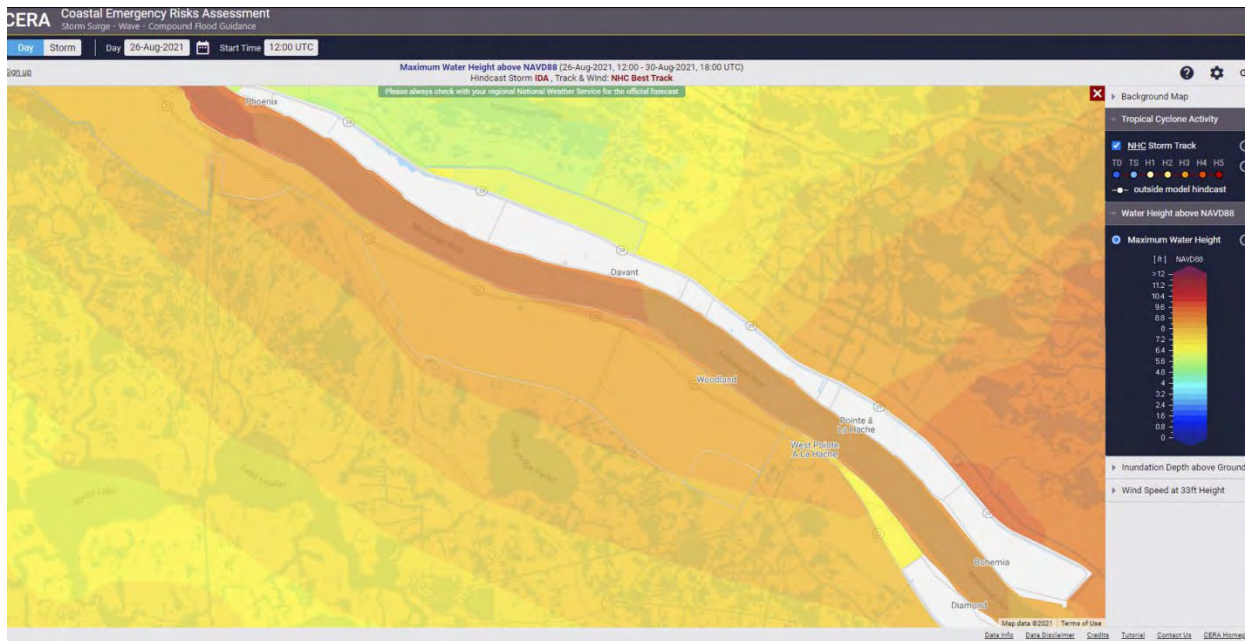 CERA
Coastal Emergency Risks Assessment
Storm Surge - Wave - Compound Flood Guidance
Day Storm Day 26-Aug-2021 Start Time 12:00 UTC
Sign up
Maximum Water Height above NAVD88 (26-Aug-2021, 12:00 - 30-Aug-2021, 18:00 UTC)
Hindcast Storm IDA , Track & Wind: NHC Best Track
Please always check with your regional National Weather Service for the official forecast
Phoenix
Davant
Woodland
Pointe à
La Hache
West Pointe
A La Hache
Bohemia
Diamond
Map data ©2021 Terms of Use
Background Map
Tropical Cyclone Activity
NHC Storm Track
TD TS H1 H2 H3 H4 H5
outside model hindcast
Water Height above NAVD88
Maximum Water Height
[ft] NAVD88
>12
11.2
10.4
9.6
8.8
8
7.2
6.4
5.6
4.8
4
3.2
2.4
1.6
0.8
0
Inundation Depth above Ground
Wind Speed at 33ft Height
Data Info Data Disclaimer Credits Tutorial Contact Us CERA